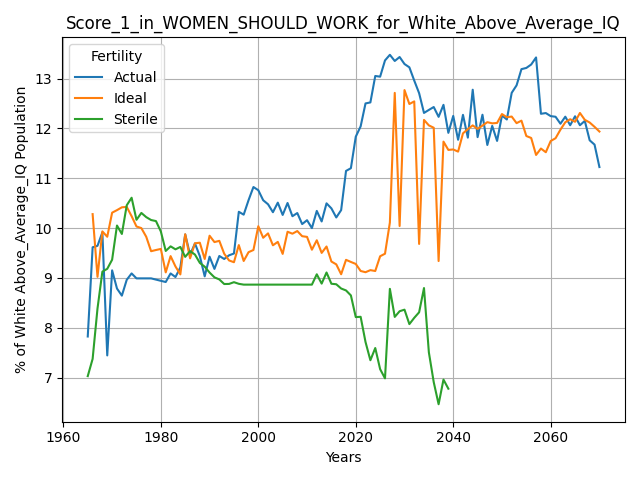 Score_1_in_WOMEN_SHOULD_WORK_for_White_Above_Average_IQ
Fertility
Actual
Ideal
Sterile
% of White Above_Average_IQ Population
13
12
11
10
9
8
7
1960
1980
2000
2020
2040
2060
Years